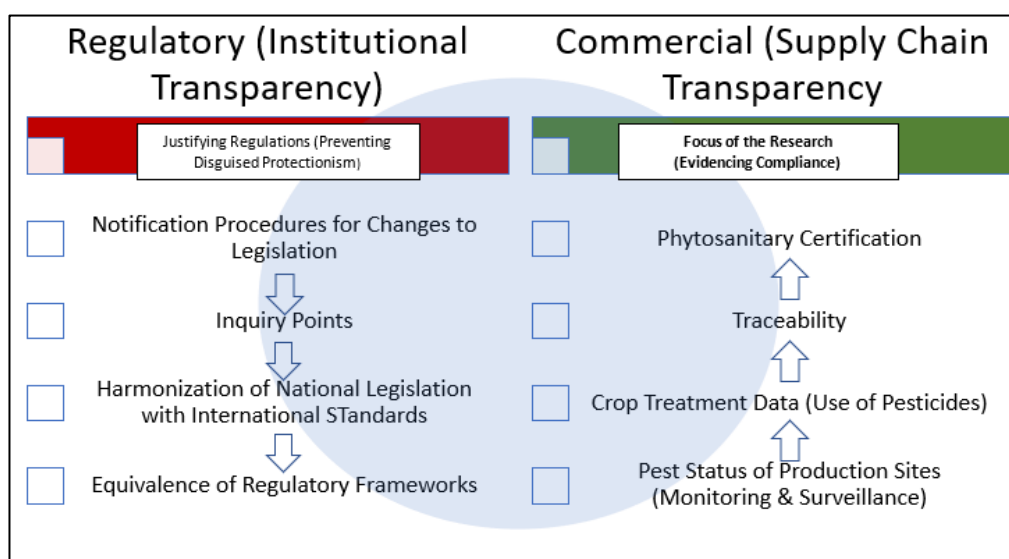 Regulatory (Institutional
Transparency)
Justifying Regulations (Preventing
Disguised Protectionism)
Notification Procedures for Changes to
Legislation
Inquiry Points
Harmonization of National Legislation
with International STandards
Equivalence of Regulatory Frameworks
Commercial (Supply Chain
Transparency
Focus of the Research
(Evidencing Compliance)
Phytosanitary Certification
Traceability
Crop Treatment Data (Use of Pesticides)
Pest Status of Production Sites
(Monitoring & Surveillance)